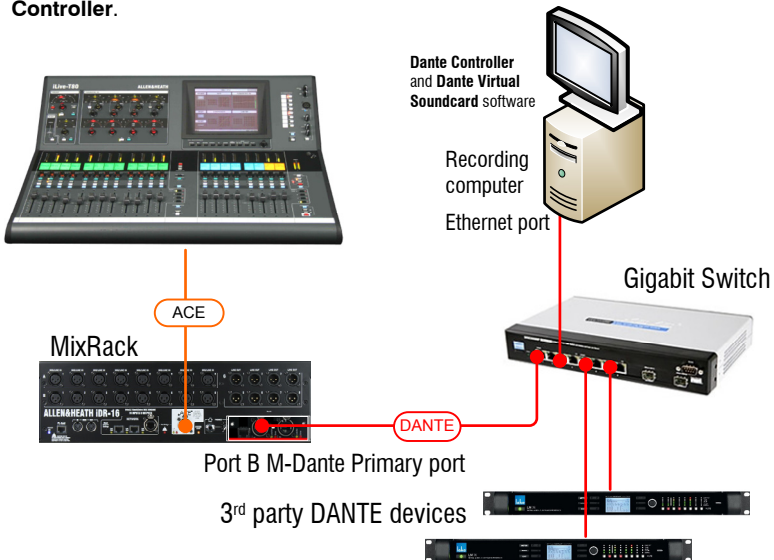 Controller.
Dante Controller
and Dante Virtual
Soundcard software
iLive-T80
ALLEN&HEATH
Recording
computer
Ethernet port
Gigabit Switch
ACE
MixRack
ALLEN&HEATH iDR-16
DANTE
Port B M-Dante Primary port
3rd party DANTE devices